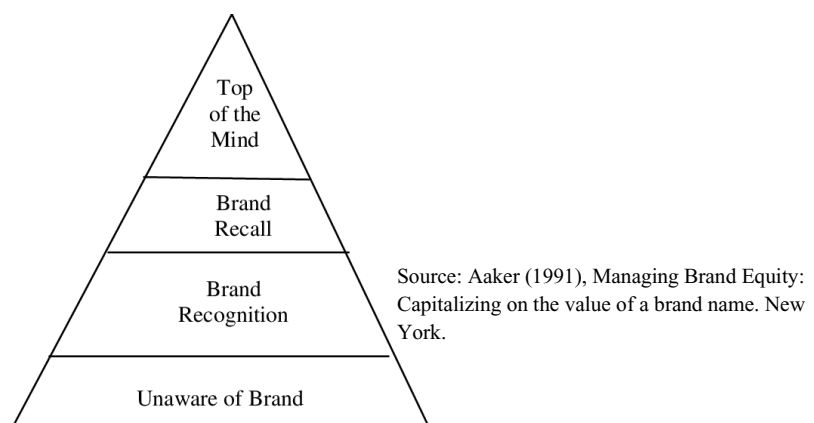 Top
of the
Mind
Brand
Recall
Brand
Recognition
Unaware of Brand
Source: Aaker (1991), Managing Brand Equity:
Capitalizing on the value of a brand name. New
York.